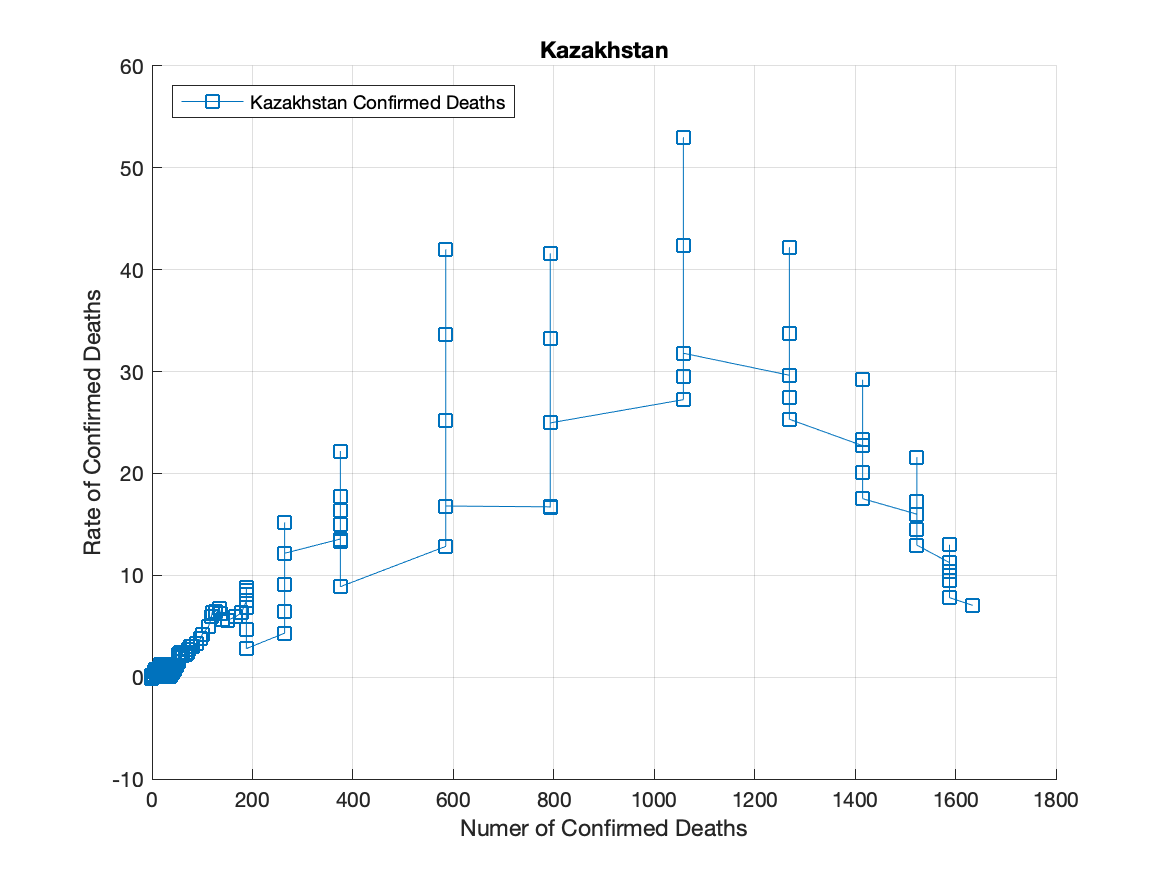 Kazakhstan
Kazakhstan Confirmed Deaths
60
50
40
30
20
10
0
-10
Rate of Confirmed Deaths
0 200 400 600 800 1000 1200 1400 1600 1800
Numer of Confirmed Deaths